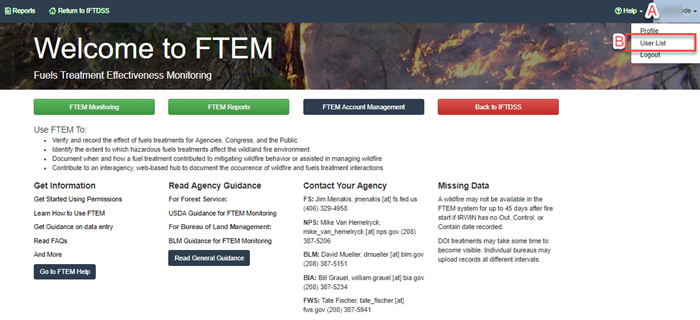 Reports
Return to IFTDSS
Help
A
Profile
B
User List
Logout
Welcome to FTEM
Fuels Treatment Effectiveness Monitoring
FTEM Monitoring
FTEM Reports
FTEM Account Management
Back to IFTDSS
Use FTEM To:
• Verify and record the effect of fuels treatments for Agencies, Congress, and the Public
• Identify the extent to which hazardous fuels treatments affect the wildland fire environment
• Document when and how a fuel treatment contributed to mitigating wildfire behavior or assisted in managing wildfire
• Contribute to an interagency, web-based hub to document the occurrence of wildfire and fuels treatment interactions
Get Information
Get Started Using Permissions
Learn How to Use FTEM
Get Guidance on data entry
Read FAQs
And More
Go to FTEM Help
Read Agency Guidance
For Forest Service:
USDA Guidance for FTEM Monitoring
For Bureau of Land Management:
BLM Guidance for FTEM Monitoring
Read General Guidance
Contact Your Agency
FS: Jim Menakis, jmenakis [at] fs.fed.us
(406) 329-4958
NPS: Mike Van Hemelryck,
mike_van_hemelryck [at] nps.gov (208)
387-5206
BLM: David Mueller, dmueller [at] blm.gov
(208) 387-5151
BIA: Bill Grauel, william.grauel [at] bia.gov
(208) 387-5234
FWS: Tate Fischer, tate_fischer [at]
fws.gov (208) 387-5941
Missing Data
A wildfire may not be available in the
FTEM system for up to 45 days after fire
start if IRWIN has no Out, Control, or
Contain date recorded.
DOI treatments may take some time to
become visible. Individual bureaus may
upload records at different intervals.